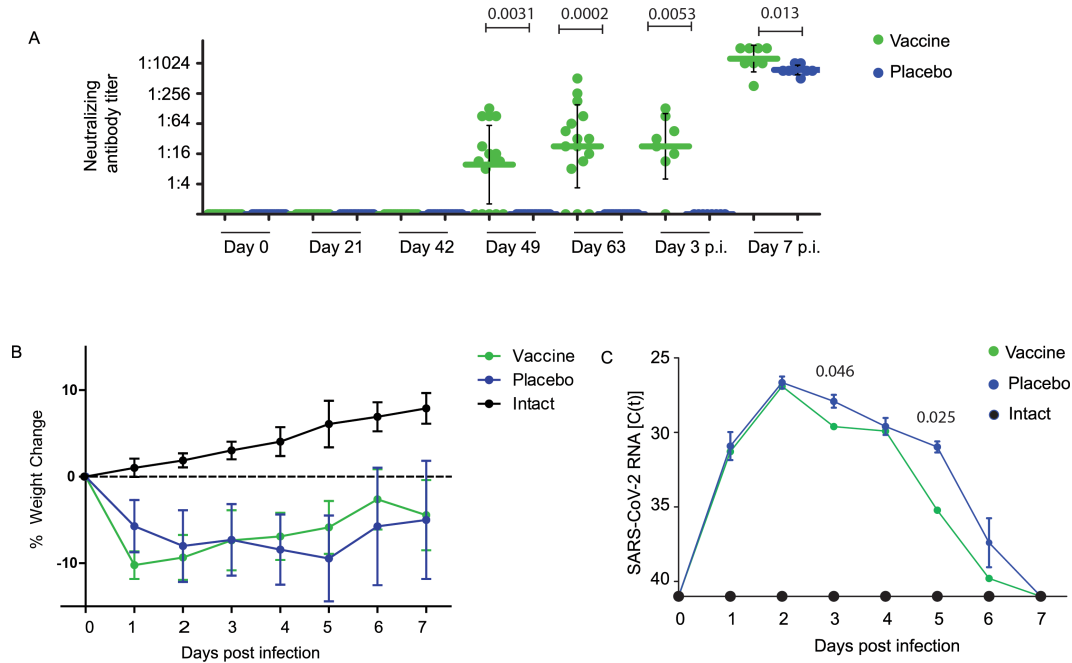 0.0031 0.0002 0.0053 0.013
A
Vaccine
Placebo
Neutralizing
antibody titer
1:1024
1:256
1:64
1:16
1:4
Day 0 Day 21 Day 42 Day 49 Day 63 Day 3 p.i. Day 7 p.i.
B
Vaccine
Placebo
Intact
% Weight Change
10
0
-10
0 1 2 3 4 5 6 7
Days post infection
C
Vaccine
Placebo
Intact
0.046
0.025
SARS-CoV-2 RNA [C(t)]
25
30
35
40
0 1 2 3 4 5 6 7
Days post infection